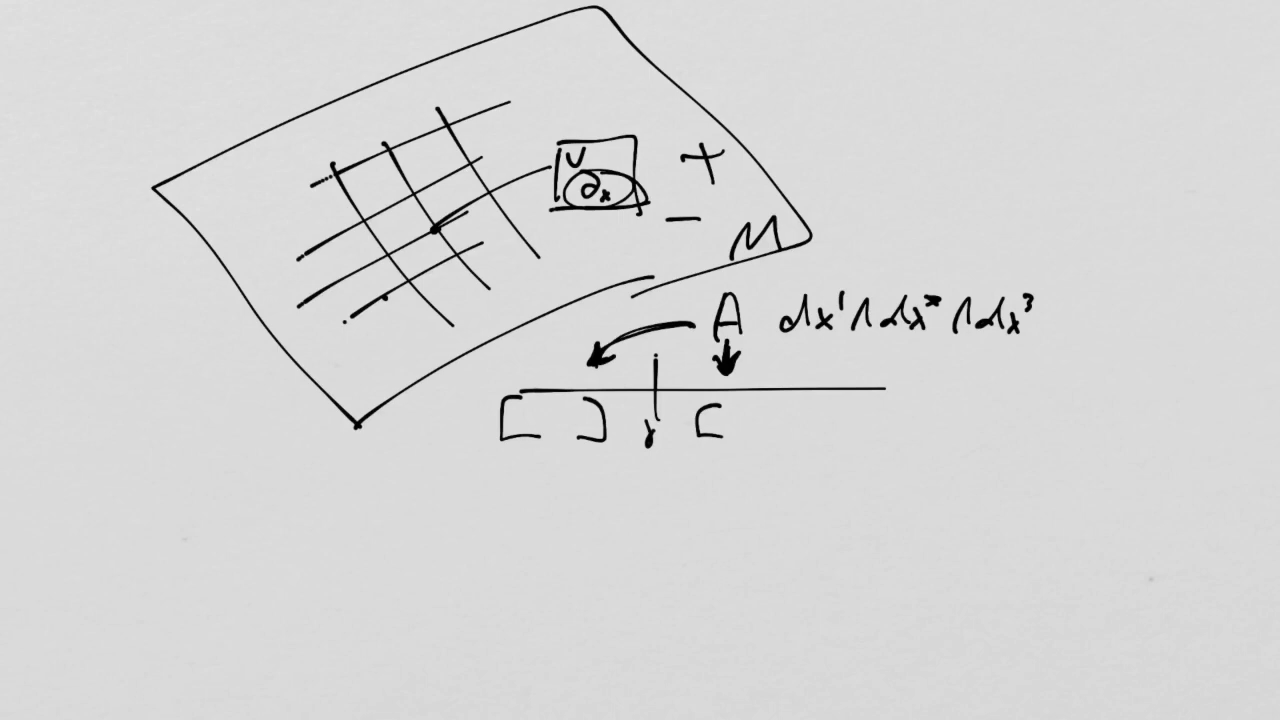 U
∂x
+
−
M
A dx¹∧dx²∧dx³
[ ] γ [